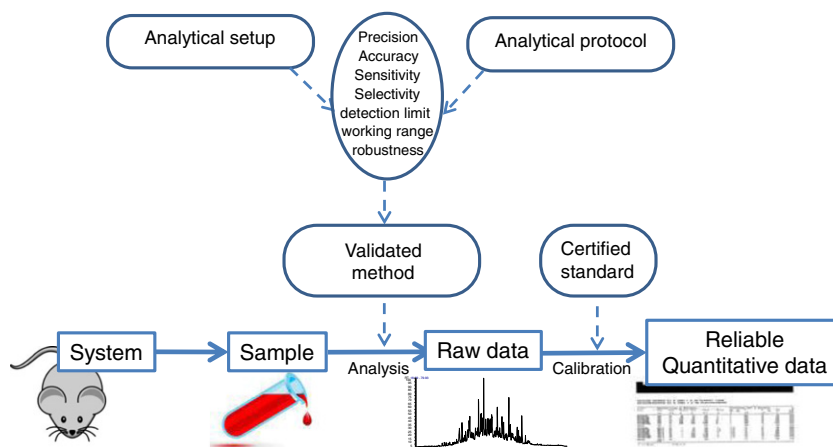 Analytical setup
Precision
Accuracy
Sensitivity
Selectivity
detection limit
working range
robustness
Analytical protocol
Validated
method
Certified
standard
System
Sample
Analysis
Raw data
Calibration
Reliable
Quantitative data